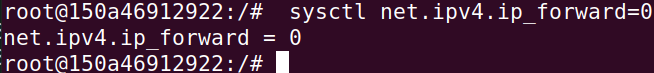 root@150a46912922:/#  sysctl net.ipv4.ip_forward=0
net.ipv4.ip_forward = 0
root@150a46912922:/#